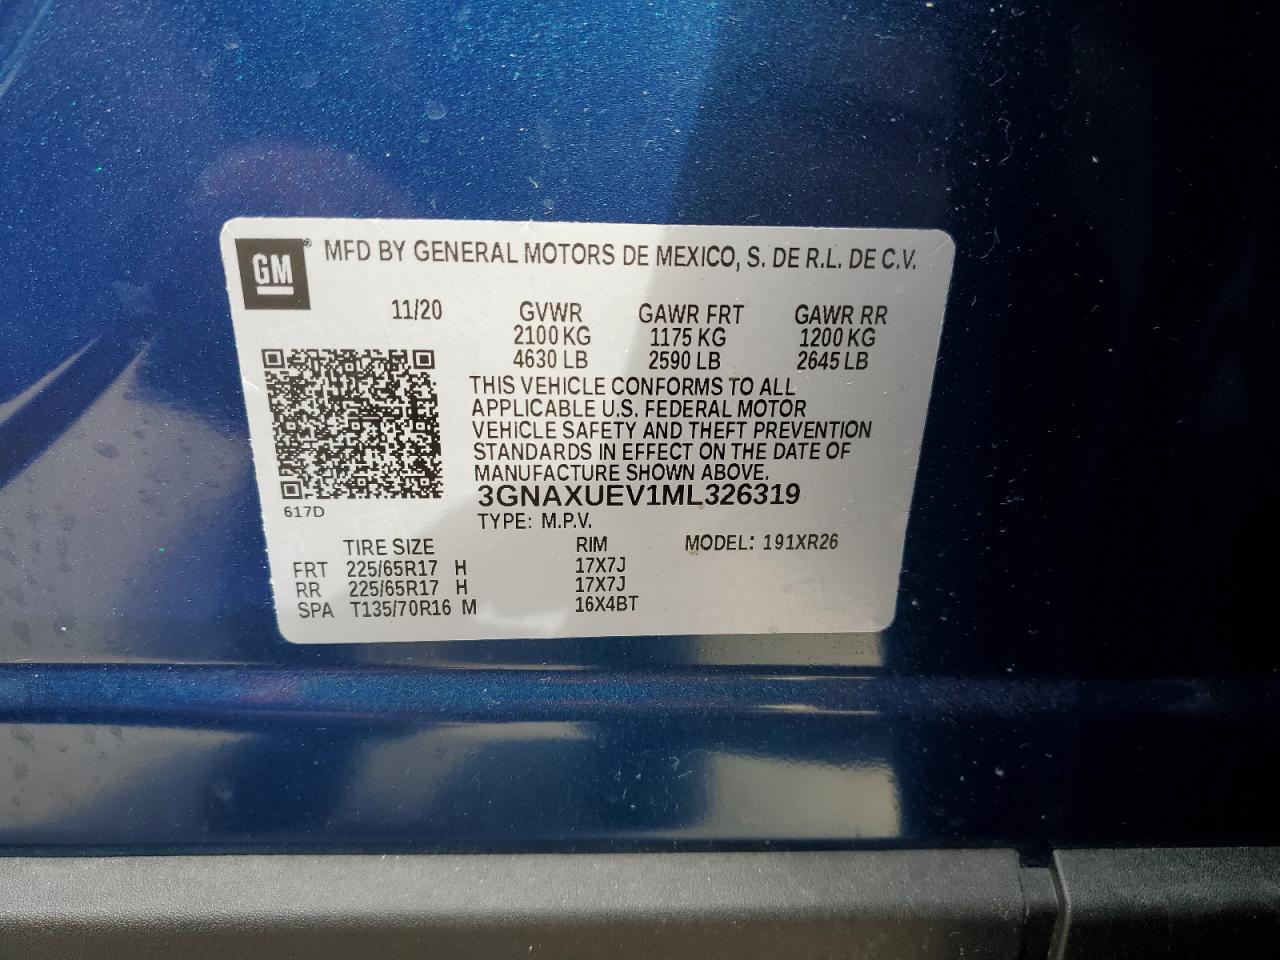 GM® MFD BY GENERAL MOTORS DE MEXICO, S. DE R.L. DE C.V.
11/20 GVWR GAWR FRT GAWR RR
2100 KG 1175 KG 1200 KG
4630 LB 2590 LB 2645 LB
THIS VEHICLE CONFORMS TO ALL
APPLICABLE U.S. FEDERAL MOTOR
VEHICLE SAFETY AND THEFT PREVENTION
STANDARDS IN EFFECT ON THE DATE OF
MANUFACTURE SHOWN ABOVE.
3GNAXUEV1ML326319
617D
TYPE: M.P.V.
TIRE SIZE RIM MODEL: 191XR26
FRT 225/65R17 H 17X7J
RR 225/65R17 H 17X7J
SPA T135/70R16 M 16X4BT